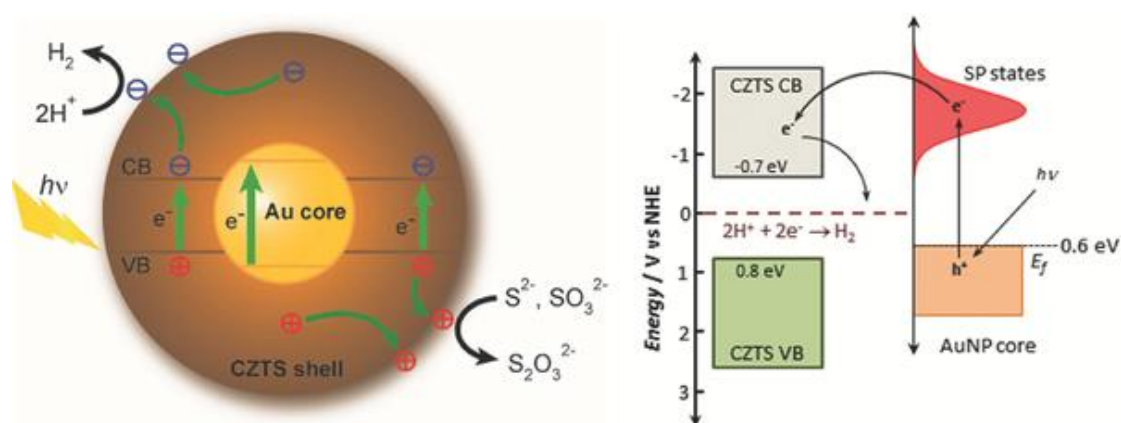 H₂
2H⁺
hν
CB
VB
e⁻
e⁻
Au core
e⁻
CZTS shell
S²⁻, SO₃²⁻
S₂O₃²⁻
Energy / V vs NHE
-2
-1
0
1
2
3
CZTS CB
e⁻
-0.7 eV
2H⁺ + 2e⁻ → H₂
0.8 eV
CZTS VB
SP states
e⁻
hν
0.6 eV
E_f
h⁺
AuNP core